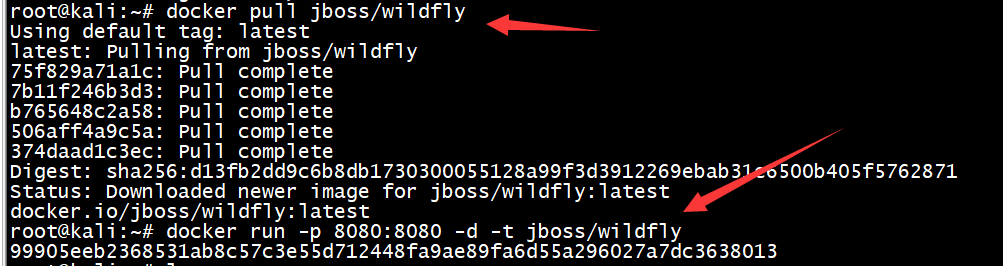 root@kali:~# docker pull jboss/wildfly
Using default tag: latest
latest: Pulling from jboss/wildfly
75f829a71a1c: Pull complete
7b11f246b3d3: Pull complete
b765648c2a58: Pull complete
506aff4a9c5a: Pull complete
374daad1c3ec: Pull complete
Digest: sha256:d13fb2dd9c6b8db1730300055128a99f3d3912269ebab31c6500b405f5762871
Status: Downloaded newer image for jboss/wildfly:latest
docker.io/jboss/wildfly:latest
root@kali:~# docker run -p 8080:8080 -d -t jboss/wildfly
99905eeb2368531ab8c57c3e55d712448fa9ae89fa6d55a296027a7dc3638013